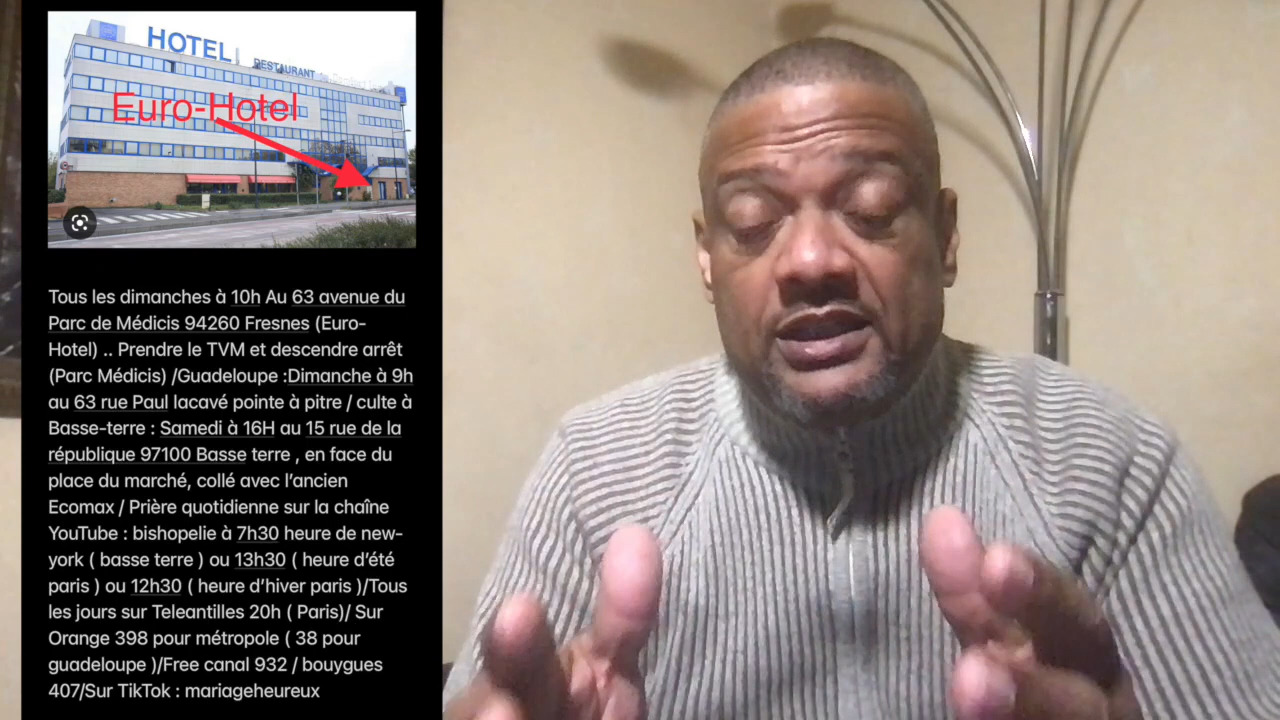 HOTEL
RESTAURANT
Euro-Hotel
Tous les dimanches à 10h Au 63 avenue du
Parc de Médicis 94260 Fresnes (Euro-
Hotel) .. Prendre le TVM et descendre arrêt
(Parc Médicis) /Guadeloupe :Dimanche à 9h
au 63 rue Paul lacavé pointe à pitre / culte à
Basse-terre : Samedi à 16H au 15 rue de la
république 97100 Basse terre , en face du
place du marché, collé avec l’ancien
Ecomax / Prière quotidienne sur la chaîne
YouTube : bishopelie à 7h30 heure de new-
york ( basse terre ) ou 13h30 ( heure d’été
paris ) ou 12h30 ( heure d’hiver paris )/Tous
les jours sur Teleantilles 20h ( Paris)/ Sur
Orange 398 pour métropole ( 38 pour
guadeloupe )/Free canal 932 / bouygues
407/Sur TikTok : mariageheureux